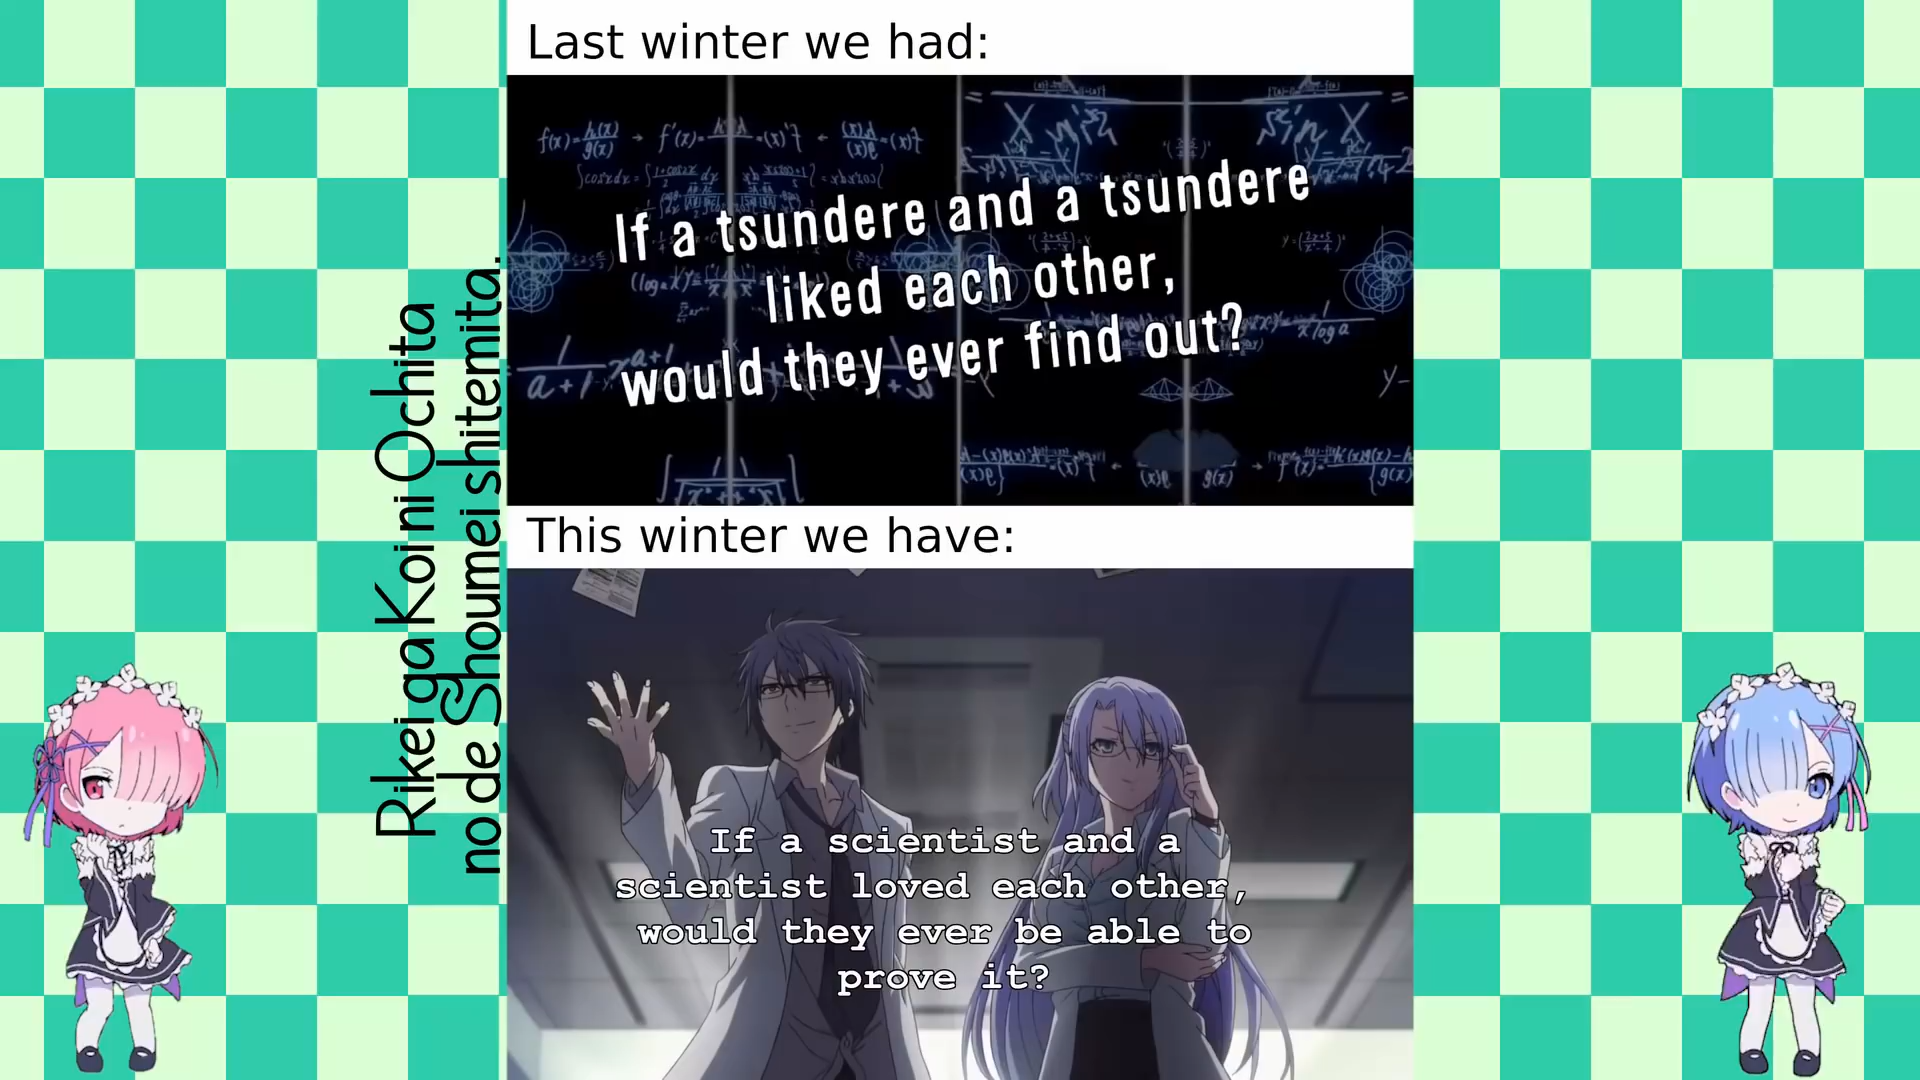 Last winter we had:
If a tsundere and a tsundere
liked each other,
would they ever find out?
This winter we have:
If a scientist and a
scientist loved each other,
would they ever be able to
prove it?
Rikei ga Koi ni Ochita
no de Shoumei shitemita.